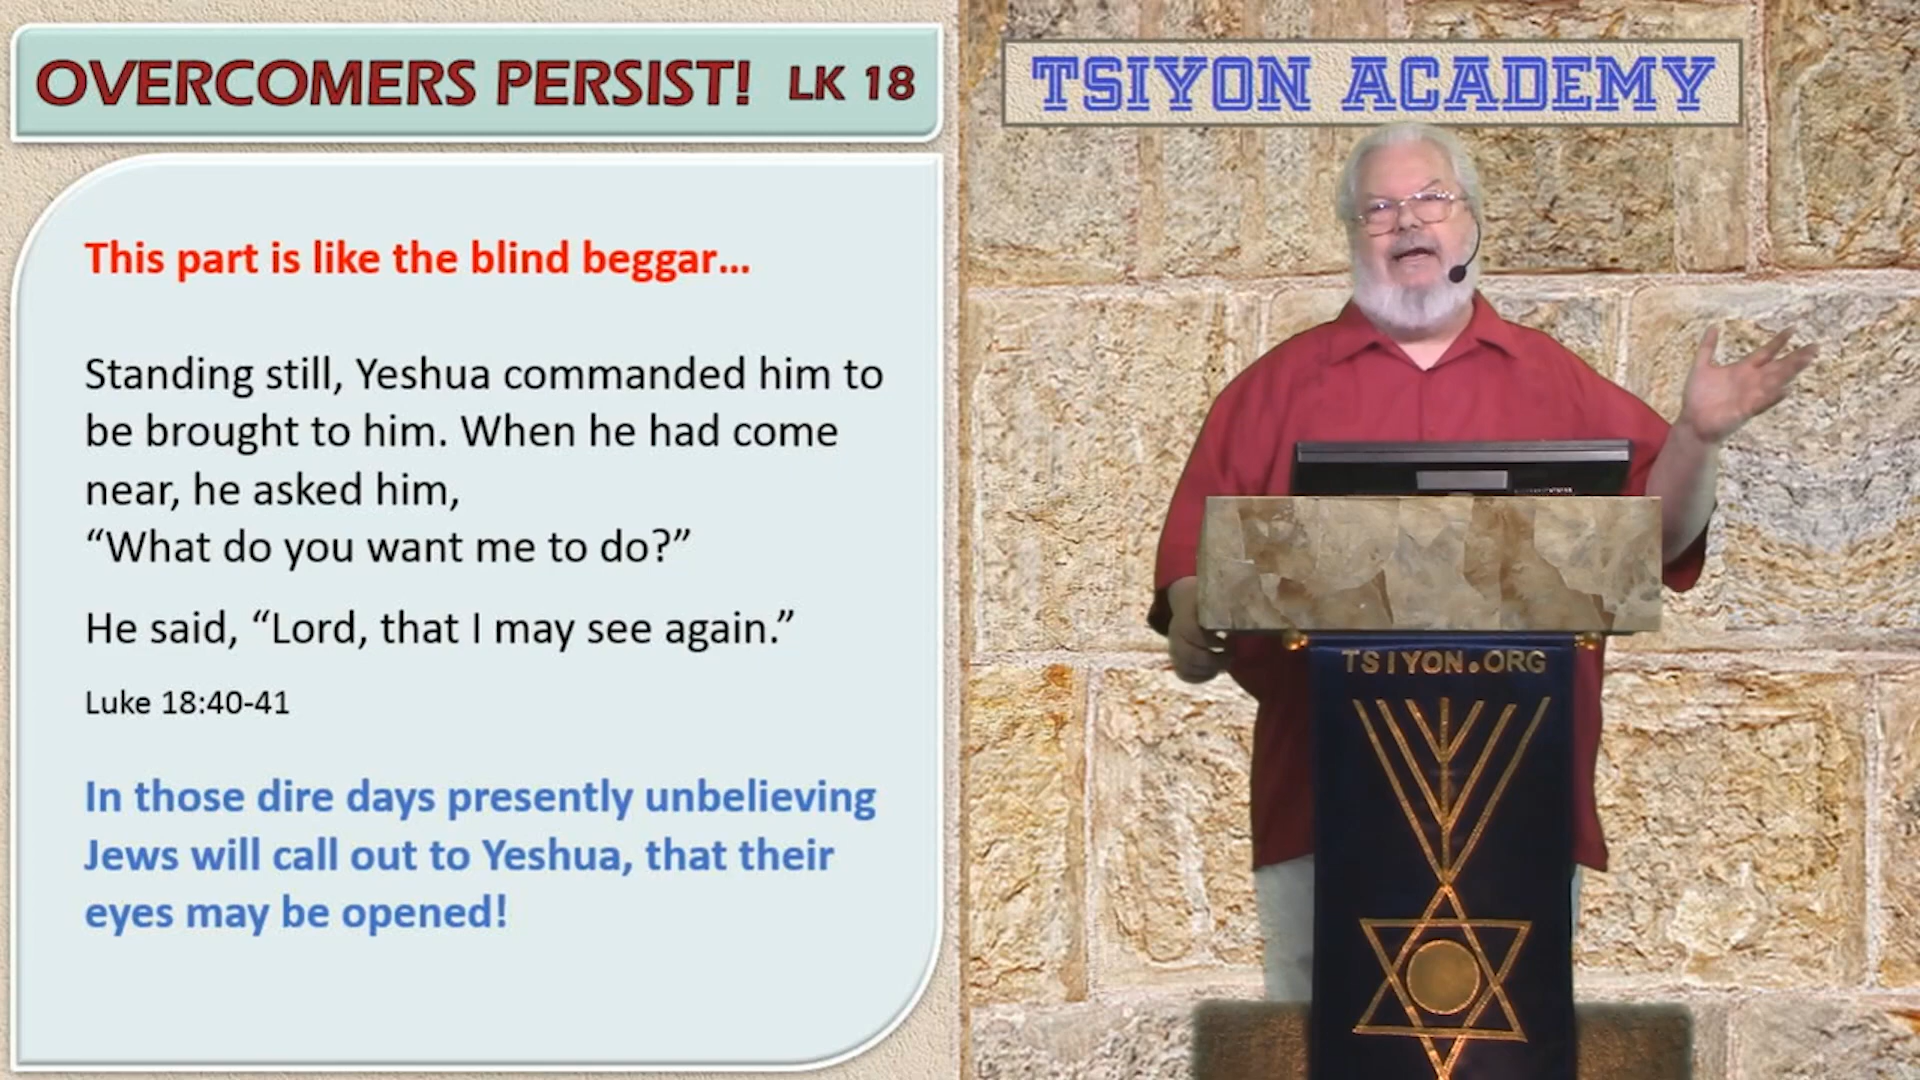 OVERCOMERS PERSIST! LK 18
TSIYON ACADEMY
This part is like the blind beggar...
Standing still, Yeshua commanded him to
be brought to him. When he had come
near, he asked him,
“What do you want me to do?”
He said, “Lord, that I may see again.”
Luke 18:40-41
In those dire days presently unbelieving
Jews will call out to Yeshua, that their
eyes may be opened!
TSIYON.ORG